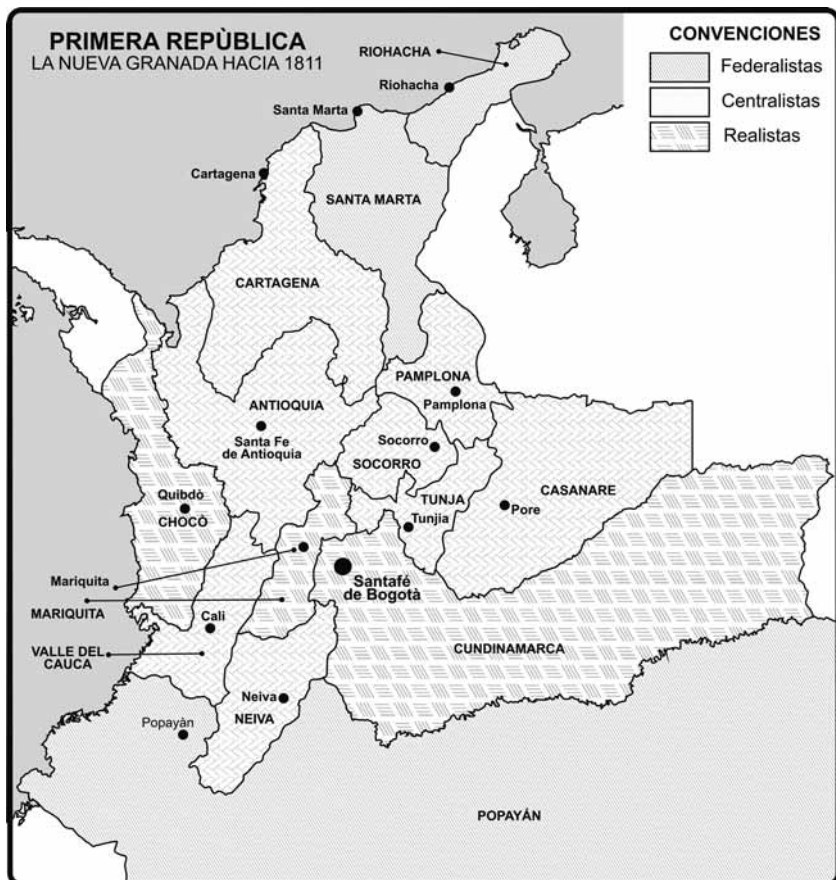 PRIMERA REPÙBLICA
LA NUEVA GRANADA HACIA 1811
CONVENCIONES
Federalistas
Centralistas
Realistas
RIOHACHA
Riohacha
Santa Marta
Cartagena
SANTA MARTA
CARTAGENA
PAMPLONA
Pamplona
ANTIOQUIA
Santa Fe
de Antioquia
Socorro
SOCORRO
TUNJA
Tunjia
CASANARE
Pore
Quibdò
CHOCÒ
Mariquita
MARIQUITA
Santafé
de Bogotà
Cali
VALLE DEL
CAUCA
CUNDINAMARCA
Neiva
NEIVA
Popayàn
POPAYÁN